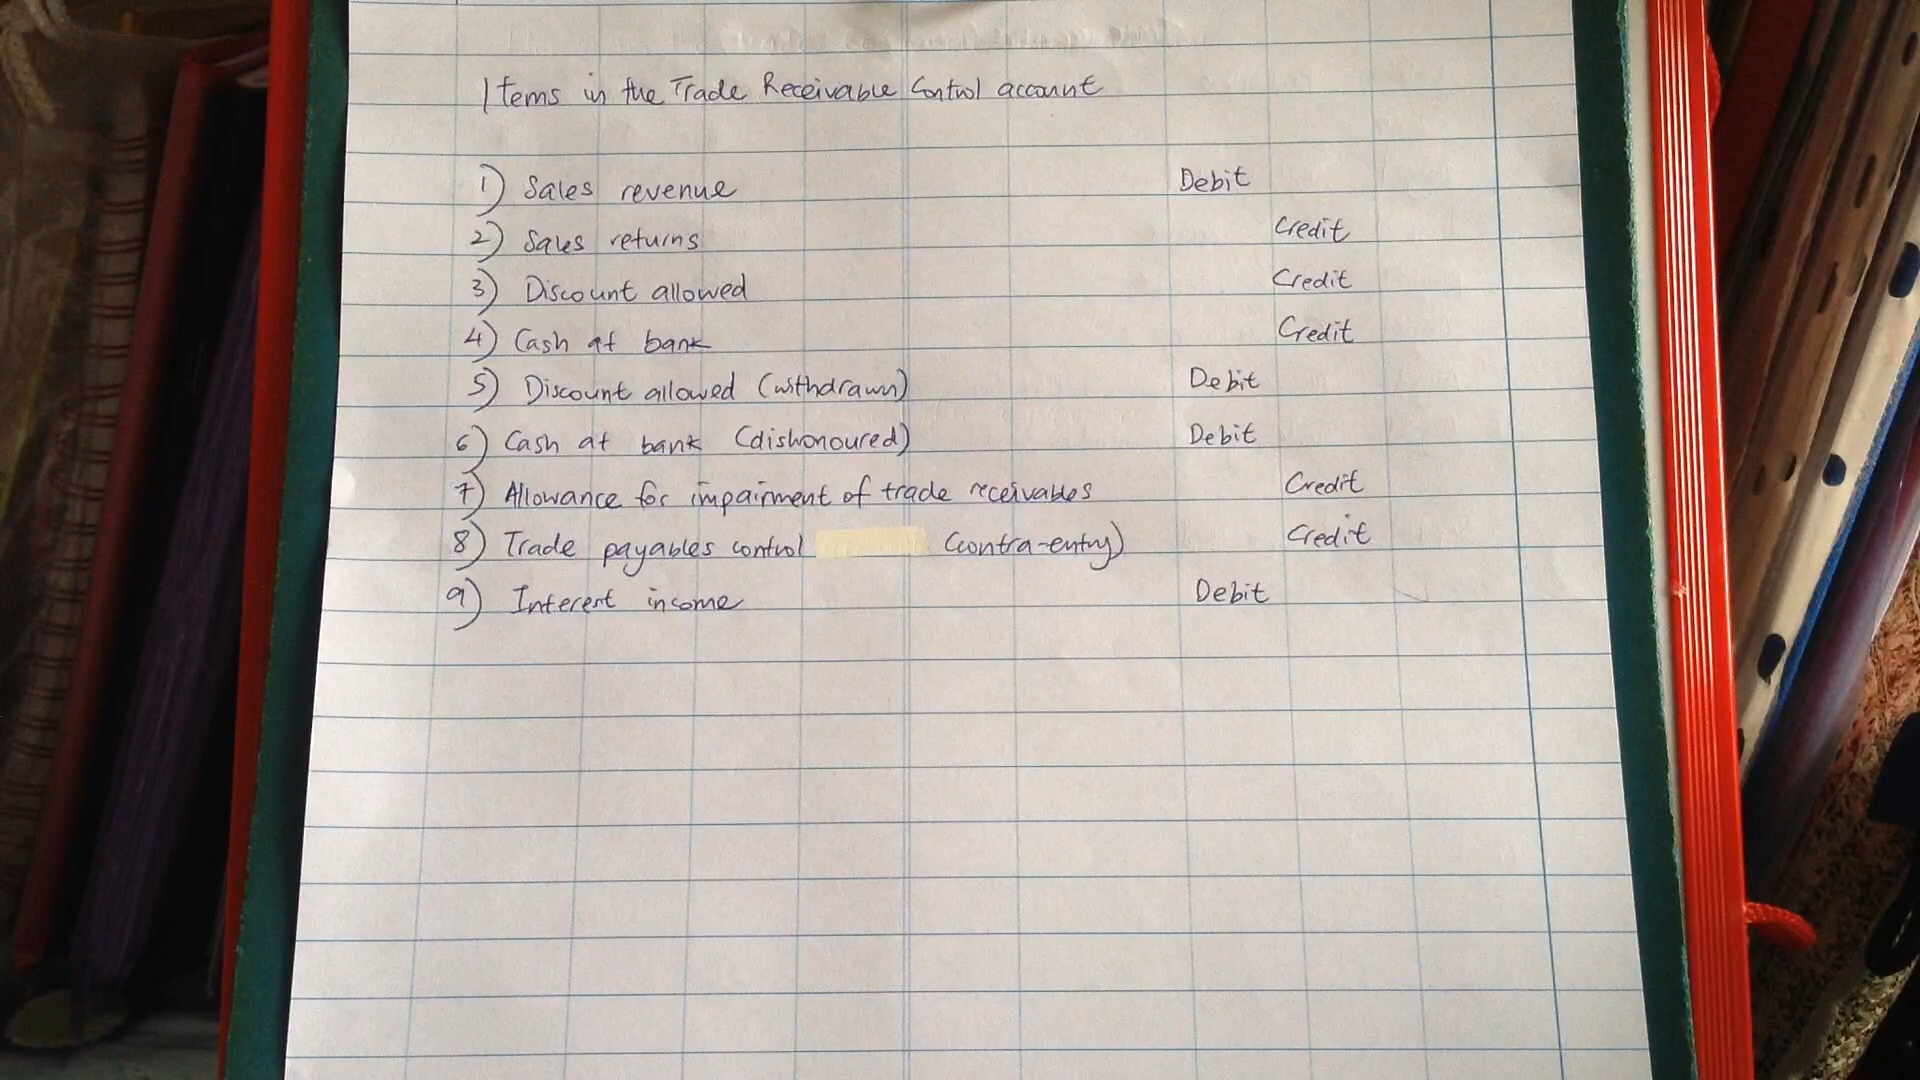 Items in the Trade Receivable Control account
1) Sales revenue Debit
2) Sales returns Credit
3) Discount allowed Credit
4) Cash at bank Credit
5) Discount allowed (withdrawn) Debit
6) Cash at bank (dishonoured) Debit
7) Allowance for impairment of trade receivables Credit
8) Trade payables control (contra-entry) Credit
9) Interest income Debit